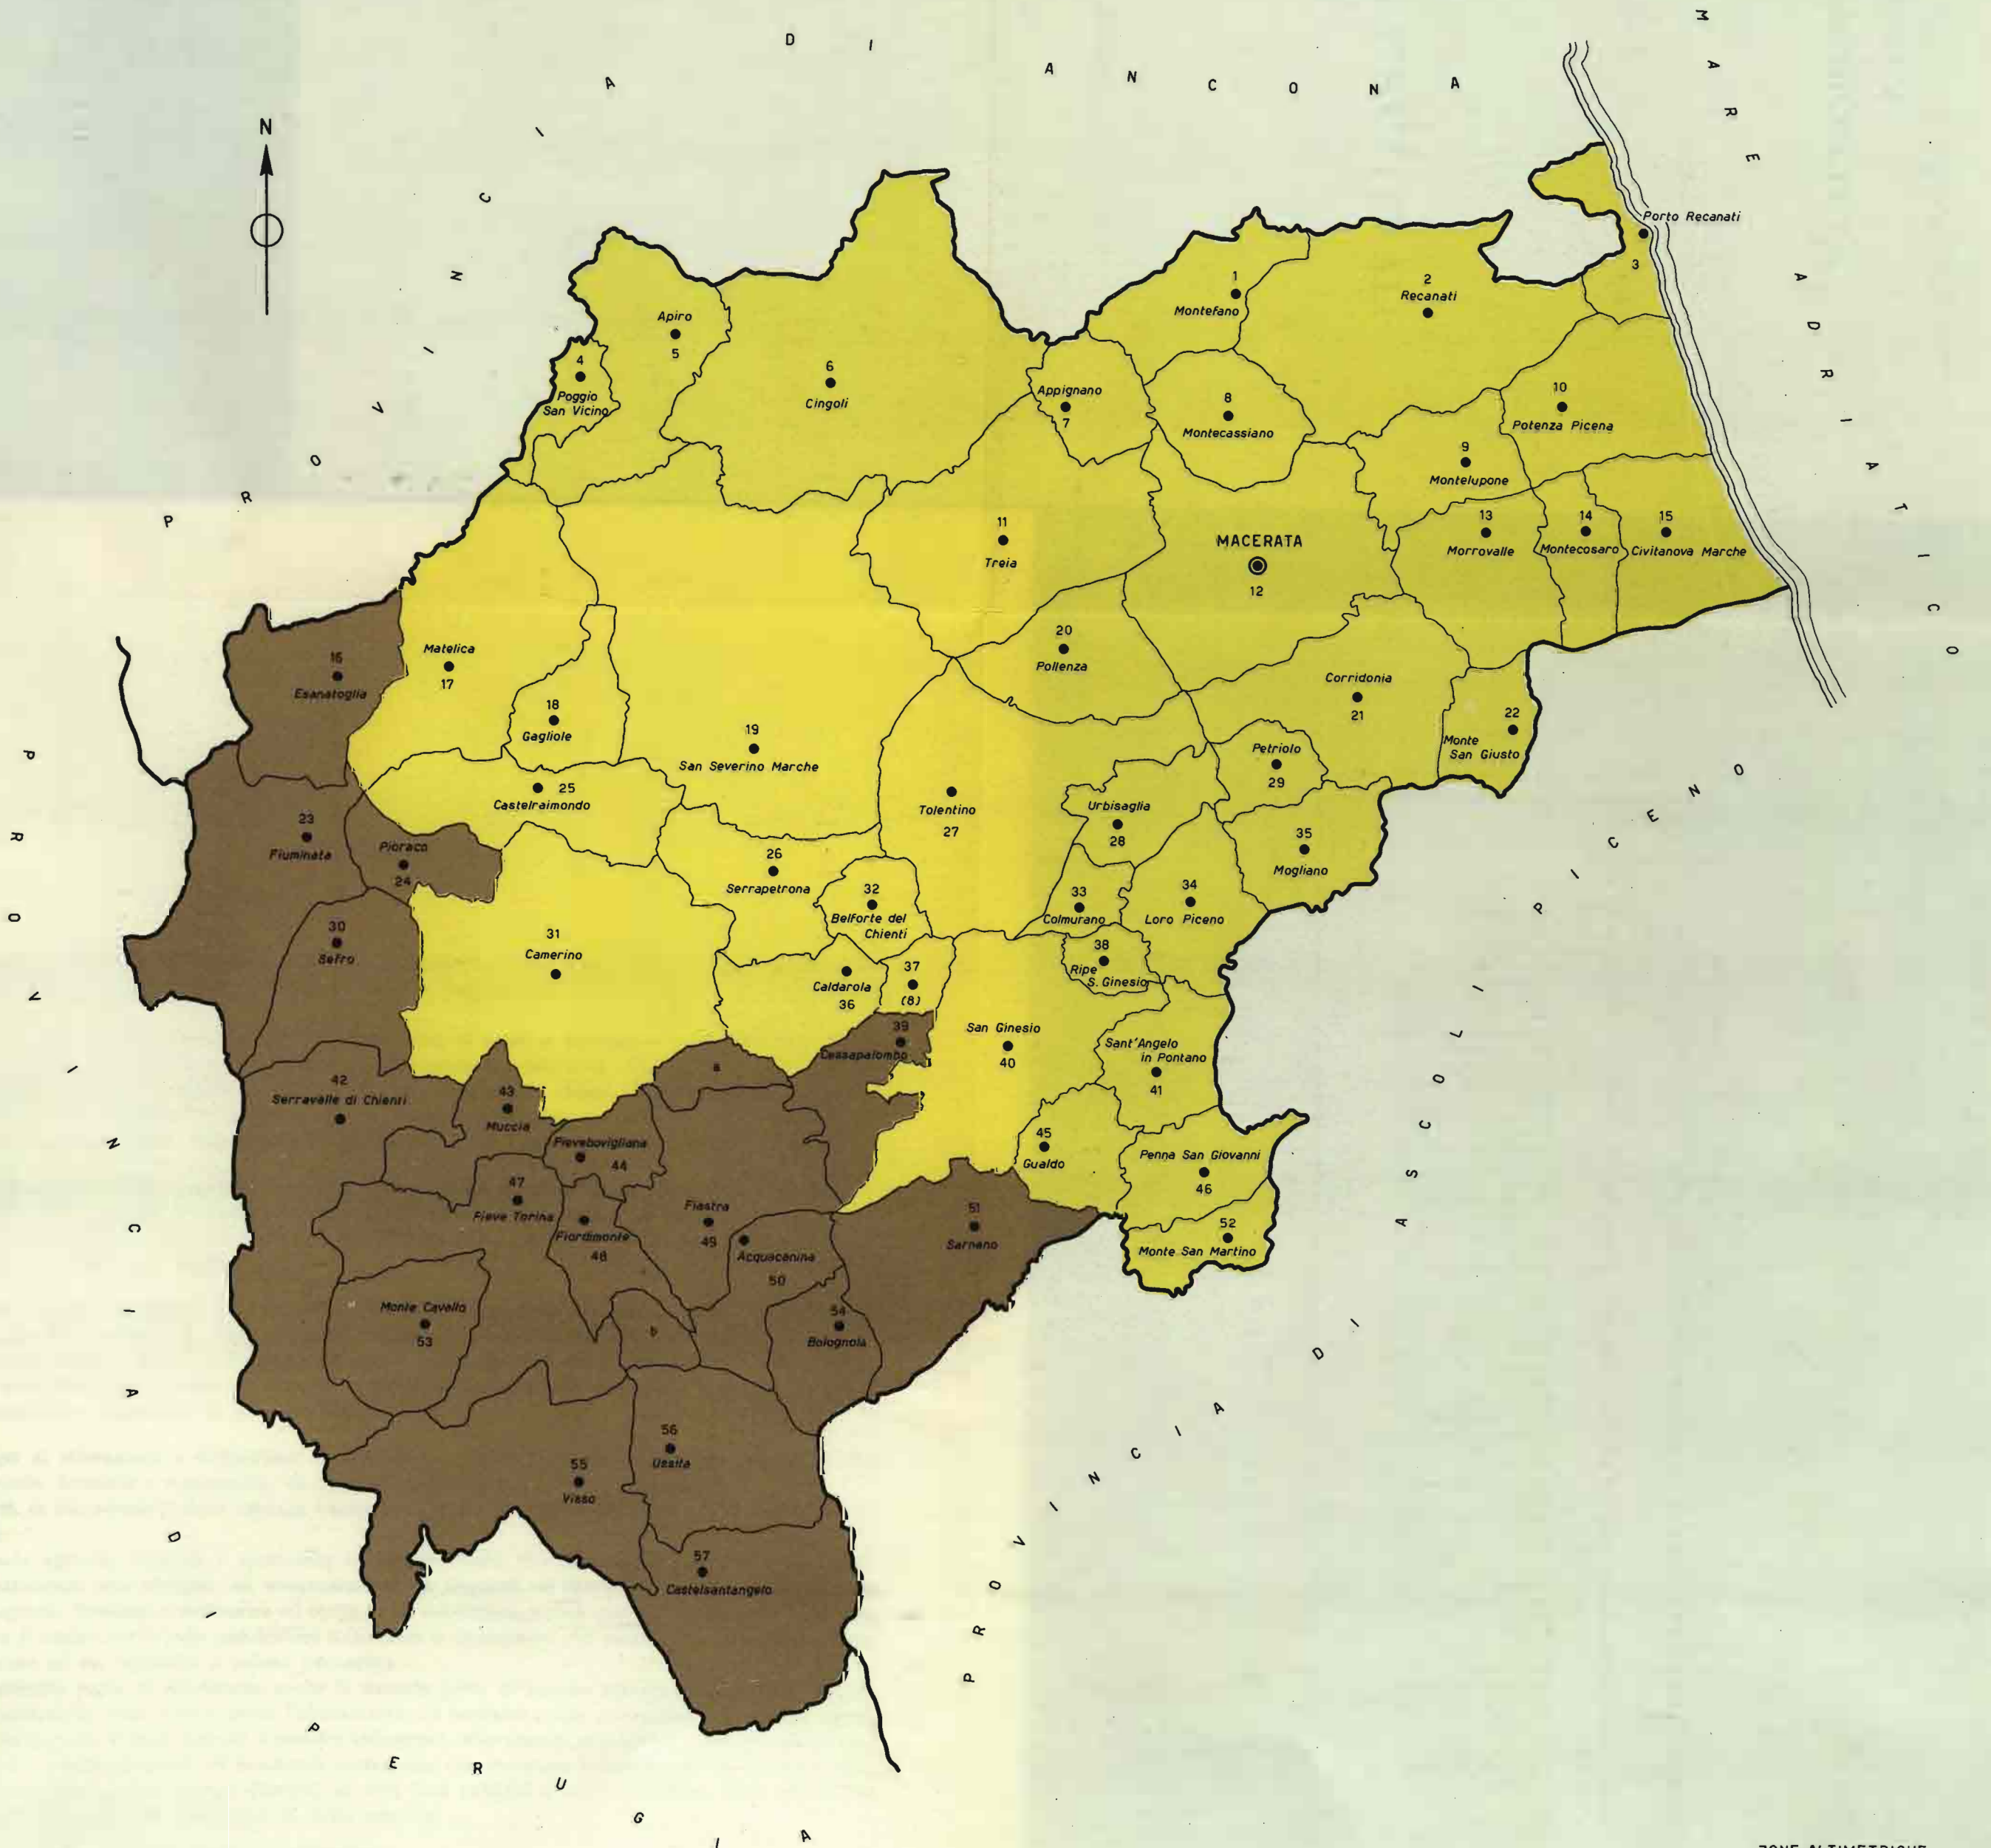 PROVINCIA DI ANCONA
MARE ADRIATICO
N
Porto Recanati
3
1
Montefano
2
Recanati
Apiro
5
4
Poggio
San Vicino
6
Cingoli
Appignano
7
8
Montecassiano
10
Potenza Picena
9
Montelupone
11
Treia
MACERATA
12
13
Morrovalle
14
Montecosaro
15
Civitanova Marche
16
Esanatoglia
Matelica
17
18
Gagliole
19
San Severino Marche
20
Pollenza
Corridonia
21
22
Monte
San Giusto
23
Fiuminata
Pioraco
24
25
Castelraimondo
26
Serrapetrona
Tolentino
27
Urbisaglia
28
Petriolo
29
30
Sefro
31
Camerino
32
Belforte del
Chienti
33
Colmurano
34
Loro Piceno
35
Mogliano
Caldarola
36
37
(8)
38
Ripe
S. Ginesio
39
Cessapalombo
San Ginesio
40
Sant'Angelo
in Pontano
41
42
Serravalle di Chienti
43
Muccia
a
Pievebovigliana
44
45
Gualdo
Penna San Giovanni
46
47
Pieve Torina
Fiordimonte
48
Fiastra
49
Acquacanina
50
51
Sarnano
52
Monte San Martino
Monte Cavallo
53
b
54
Bolognola
55
Visso
56
Ussita
57
Castelsantangelo
PROVINCIA DI ASCOLI PICENO
PROVINCIA DI PERUGIA